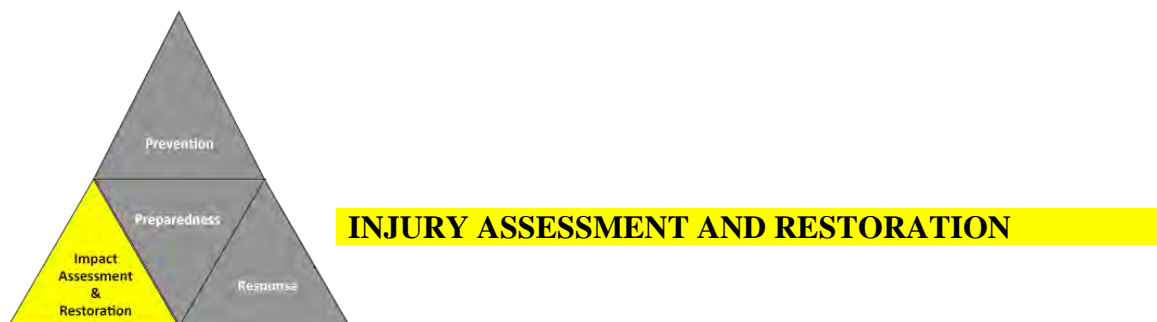 Prevention
Preparedness
INJURY ASSESSMENT AND RESTORATION
Impact
Assessment
&
Restoration
Response